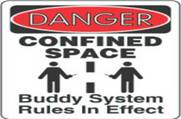 DANGER
CONFINED
SPACE
Buddy System
Rules In Effect